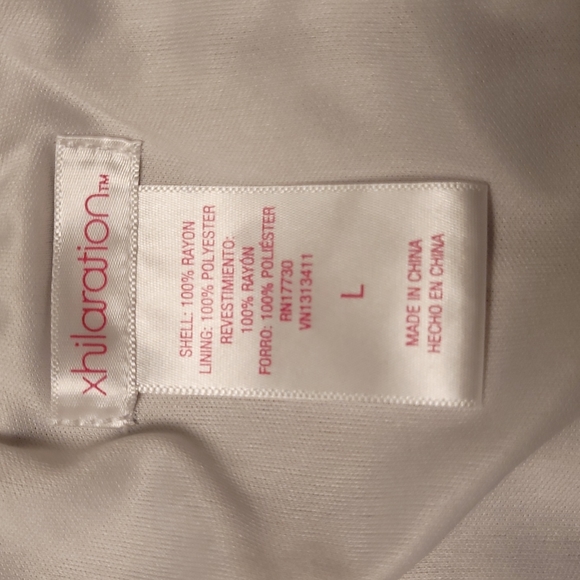 xhilaration™
SHELL: 100% RAYON
LINING: 100% POLYESTER
REVESTIMIENTO:
100% RAYÓN
FORRO: 100% POLIÉSTER
RN17730
VN1313411
L
MADE IN CHINA
HECHO EN CHINA